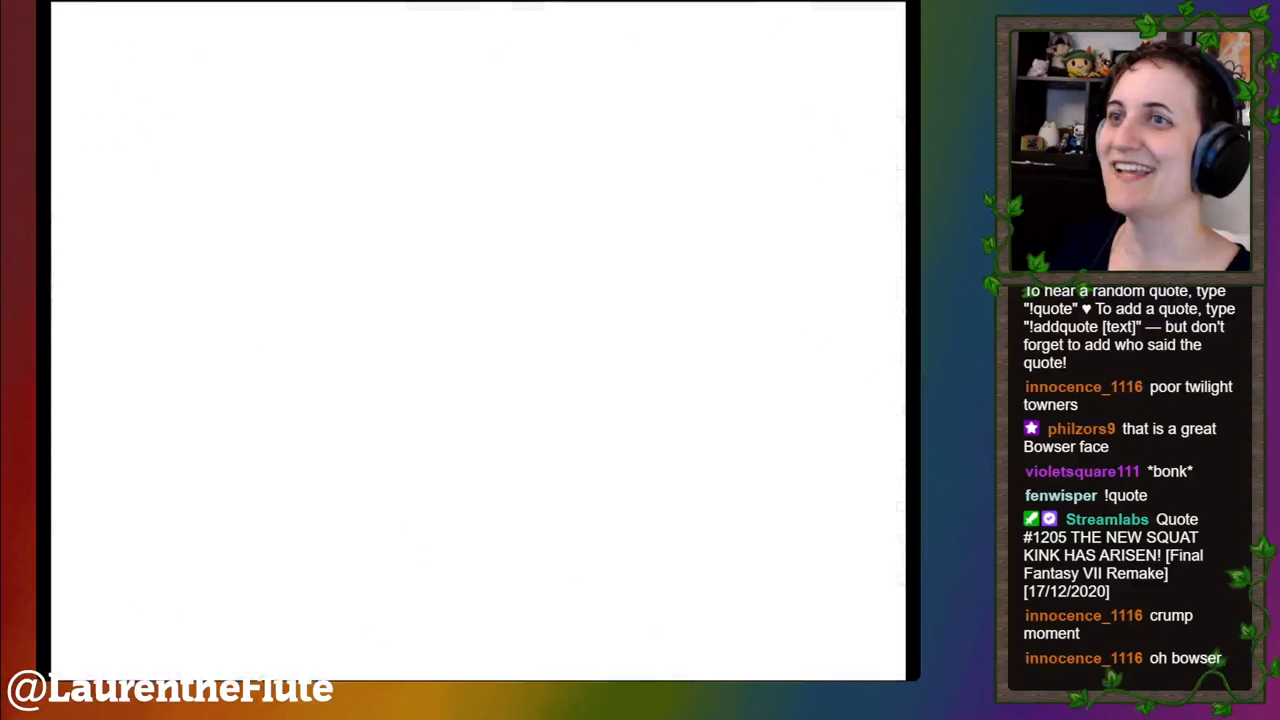 To hear a random quote, type
"!quote" ♥ To add a quote, type
"!addquote [text]" — but don't
forget to add who said the
quote!
innocence_1116 poor twilight
towners
philzors9 that is a great
Bowser face
violetsquare111 *bonk*
fenwisper !quote
Streamlabs Quote
#1205 THE NEW SQUAT
KINK HAS ARISEN! [Final
Fantasy VII Remake]
[17/12/2020]
innocence_1116 crump
moment
innocence_1116 oh bowser
@LaurentheFlute